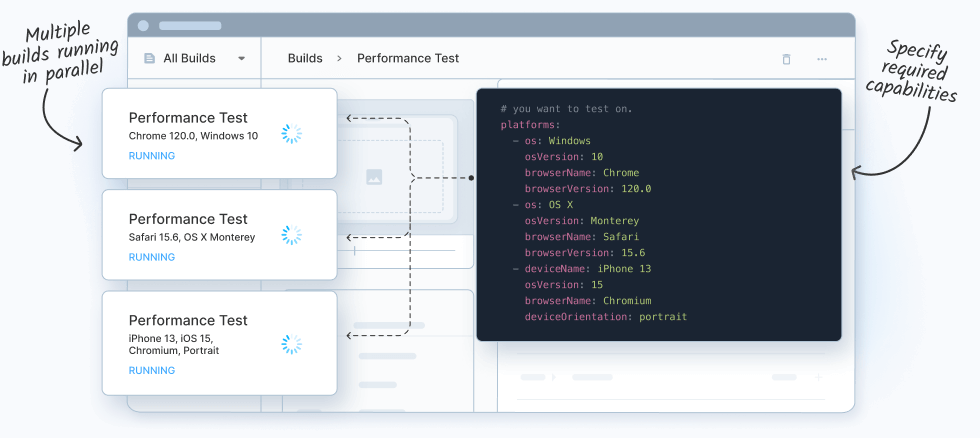 Multiple
builds running
in parallel
All Builds
Builds > Performance Test
Specify
required
capabilities
Performance Test
Chrome 120.0, Windows 10
RUNNING
Performance Test
Safari 15.6, OS X Monterey
RUNNING
Performance Test
iPhone 13, iOS 15,
Chromium, Portrait
RUNNING
# you want to test on.
platforms:
- os: Windows
osVersion: 10
browserName: Chrome
browserVersion: 120.0
- os: OS X
osVersion: Monterey
browserName: Safari
browserVersion: 15.6
- deviceName: iPhone 13
osVersion: 15
browserName: Chromium
deviceOrientation: portrait